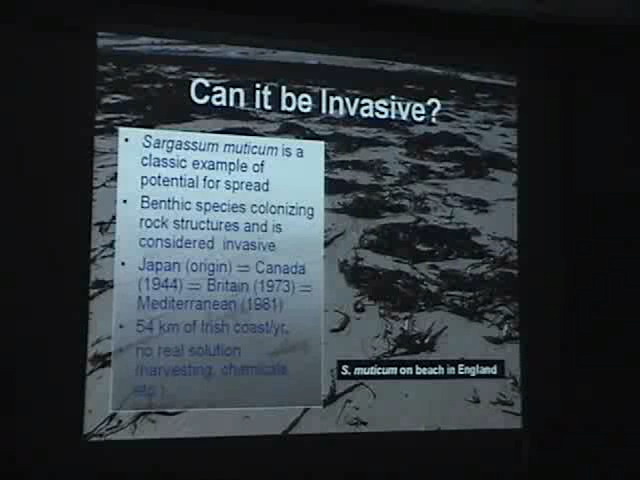 Can it be Invasive?
• Sargassum muticum is a
classic example of
potential for spread
• Benthic species colonizing
rock structures and is
considered invasive
• Japan (origin) = Canada
(1944) = Britain (1973) =
Mediterranean (1981)
• 54 km of Irish coast/yr.
• no real solution
(harvesting, chemicals
etc.)
S. muticum on beach in England